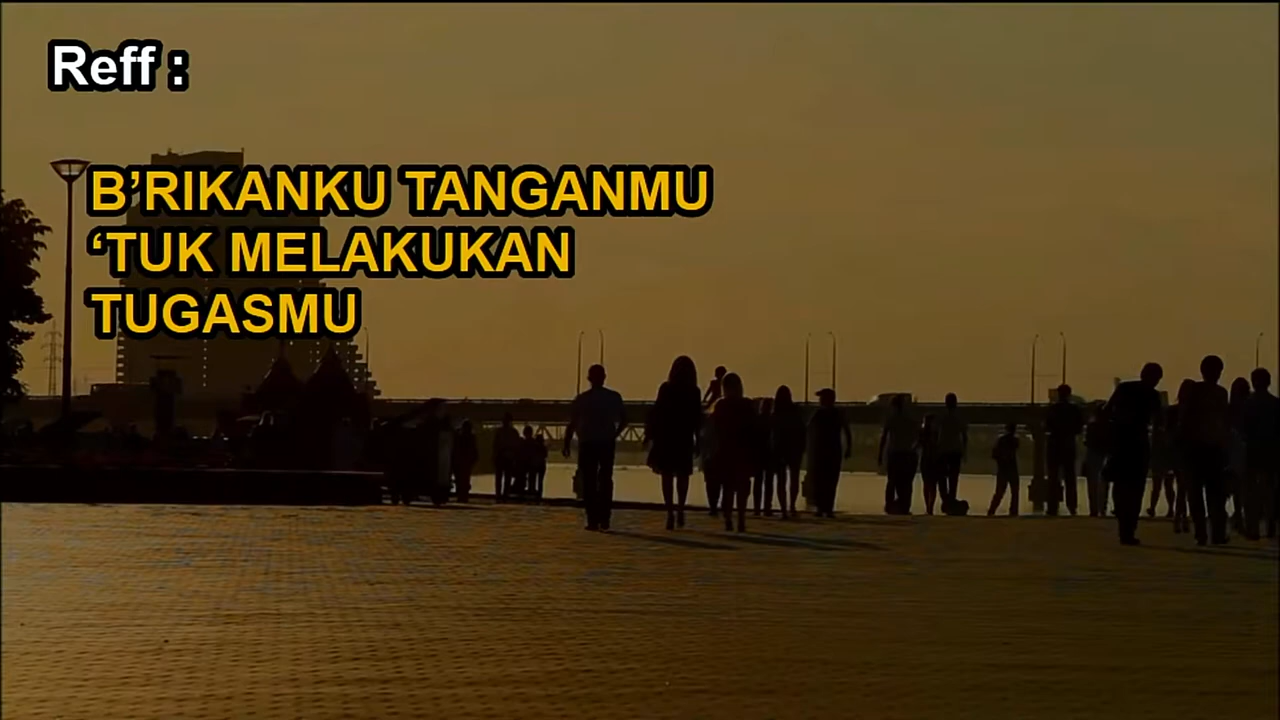 Reff :
B’RIKANKU TANGANMU
‘TUK MELAKUKAN
TUGASMU